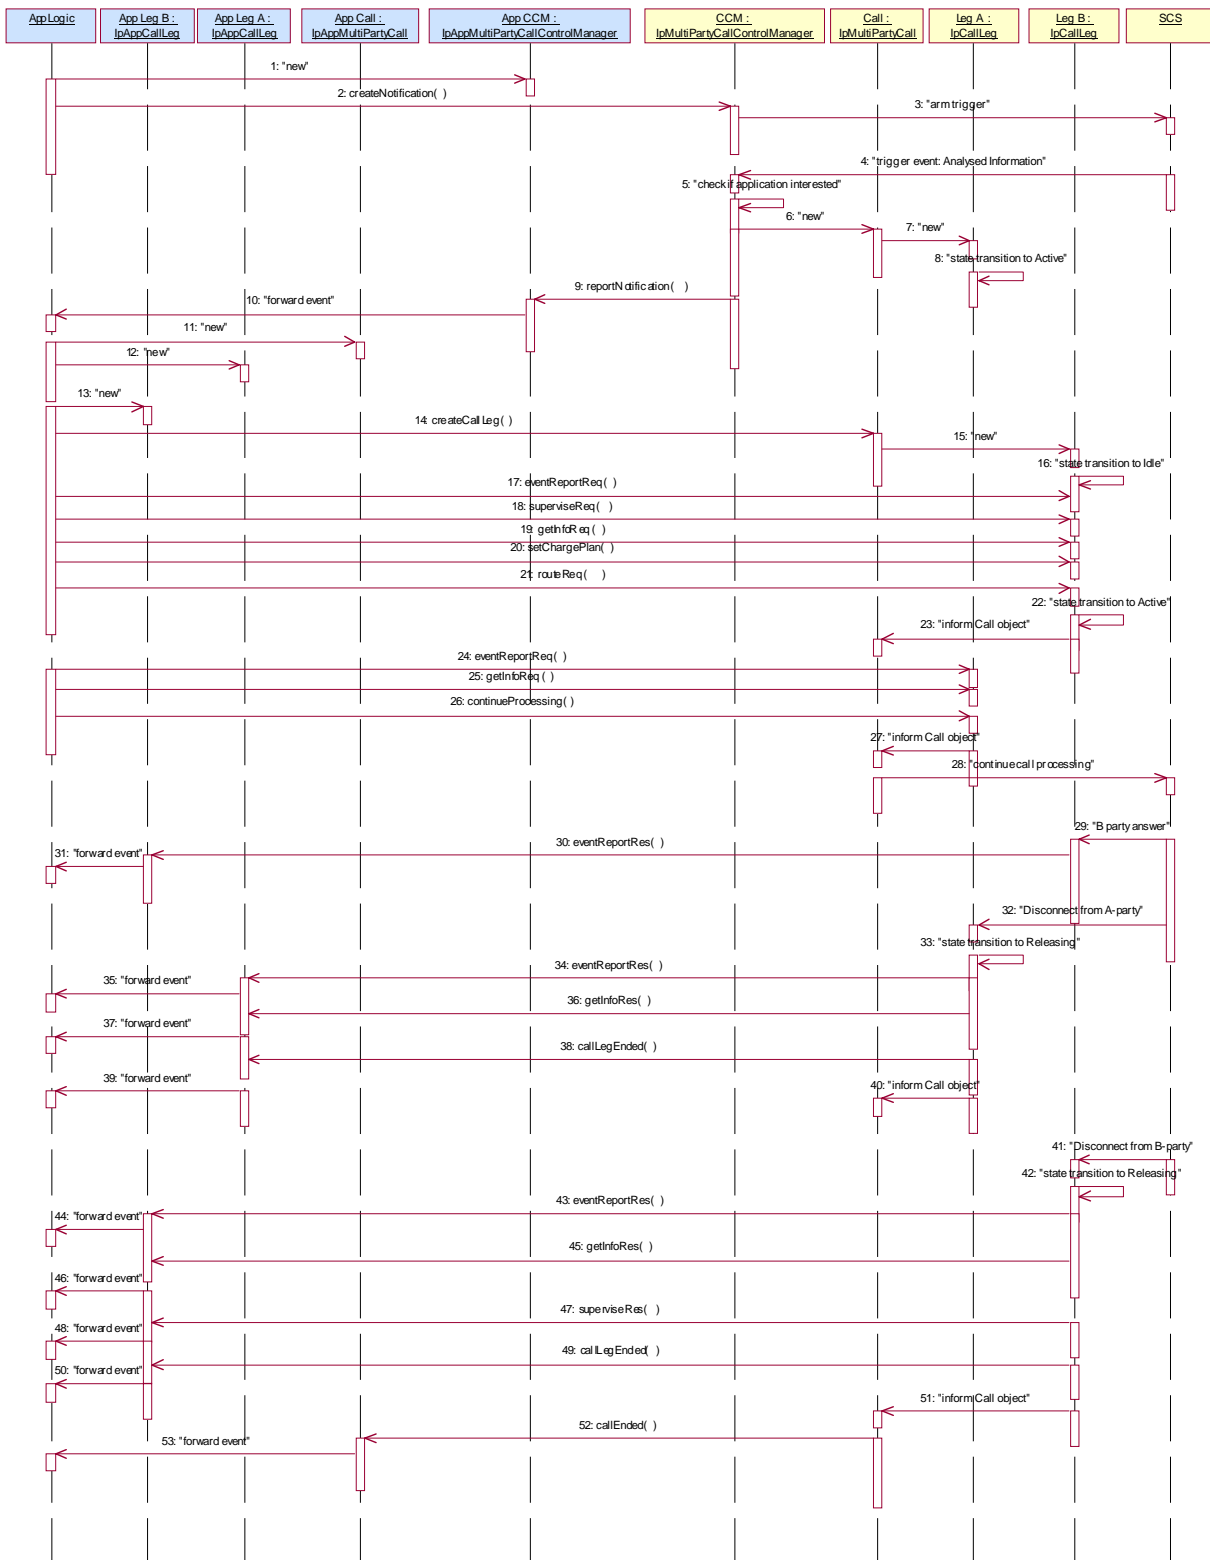 AppLogic
App Leg B :
IpAppCallLeg
App Leg A :
IpAppCallLeg
App Call :
IpAppMultiPartyCall
App CCM :
IpAppMultiPartyCallControlManager
CCM :
IpMultiPartyCallControlManager
Call :
IpMultiPartyCall
Leg A :
IpCallLeg
Leg B :
IpCallLeg
SCS
1: "new"
2: createNotification( )
3: "arm trigger"
4: "trigger event: Analysed Information"
5: "check if application interested"
6: "new"
7: "new"
8: "state transition to Active"
9: reportNotification( )
10: "forward event"
11: "new"
12: "new"
13: "new"
14: createCallLeg( )
15: "new"
16: "state transition to Idle"
17: eventReportReq( )
18: superviseReq( )
19: getInfoReq( )
20: setChargePlan( )
21: routeReq( )
22: "state transition to Active"
23: "inform Call object"
24: eventReportReq( )
25: getInfoReq( )
26: continueProcessing( )
27: "inform Call object"
28: "continue call processing"
29: "B party answer"
30: eventReportRes( )
31: "forward event"
32: "Disconnect from A-party"
33: "state transition to Releasing"
34: eventReportRes( )
35: "forward event"
36: getInfoRes( )
37: "forward event"
38: callLegEnded( )
39: "forward event"
40: "inform Call object"
41: "Disconnect from B-party"
42: "state transition to Releasing"
43: eventReportRes( )
44: "forward event"
45: getInfoRes( )
46: "forward event"
47: superviseRes( )
48: "forward event"
49: callLegEnded( )
50: "forward event"
51: "inform Call object"
52: callEnded( )
53: "forward event"